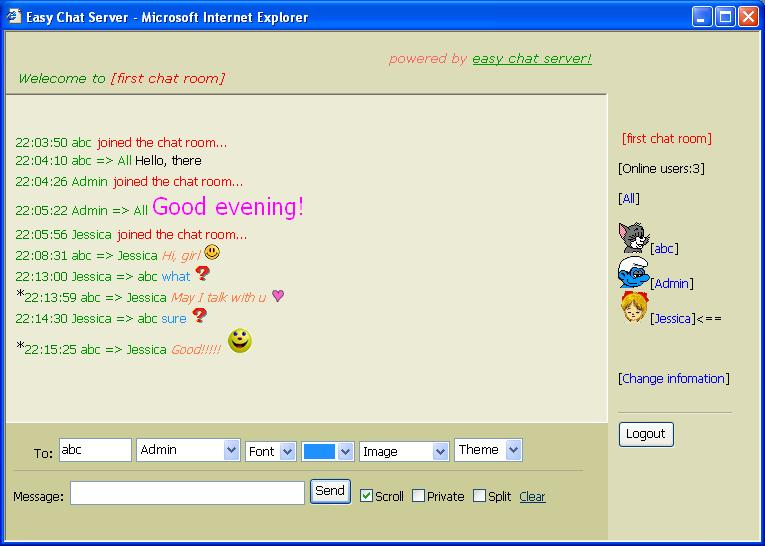 Easy Chat Server - Microsoft Internet Explorer
powered by easy chat server!
Welecome to [first chat room]
22:03:50 abc joined the chat room...
22:04:10 abc => All Hello, there
22:04:26 Admin joined the chat room...
22:05:22 Admin => All Good evening!
22:05:56 Jessica joined the chat room...
22:08:31 abc => Jessica Hi, girl
22:13:00 Jessica => abc what ?
*22:13:59 abc => Jessica May I talk with u
22:14:30 Jessica => abc sure ?
*22:15:25 abc => Jessica Good!!!!!
[first chat room]
[Online users:3]
[All]
[abc]
[Admin]
[Jessica]<==
[Change infomation]
Logout
To: abc Admin Font Image Theme
Message: Send Scroll Private Split Clear